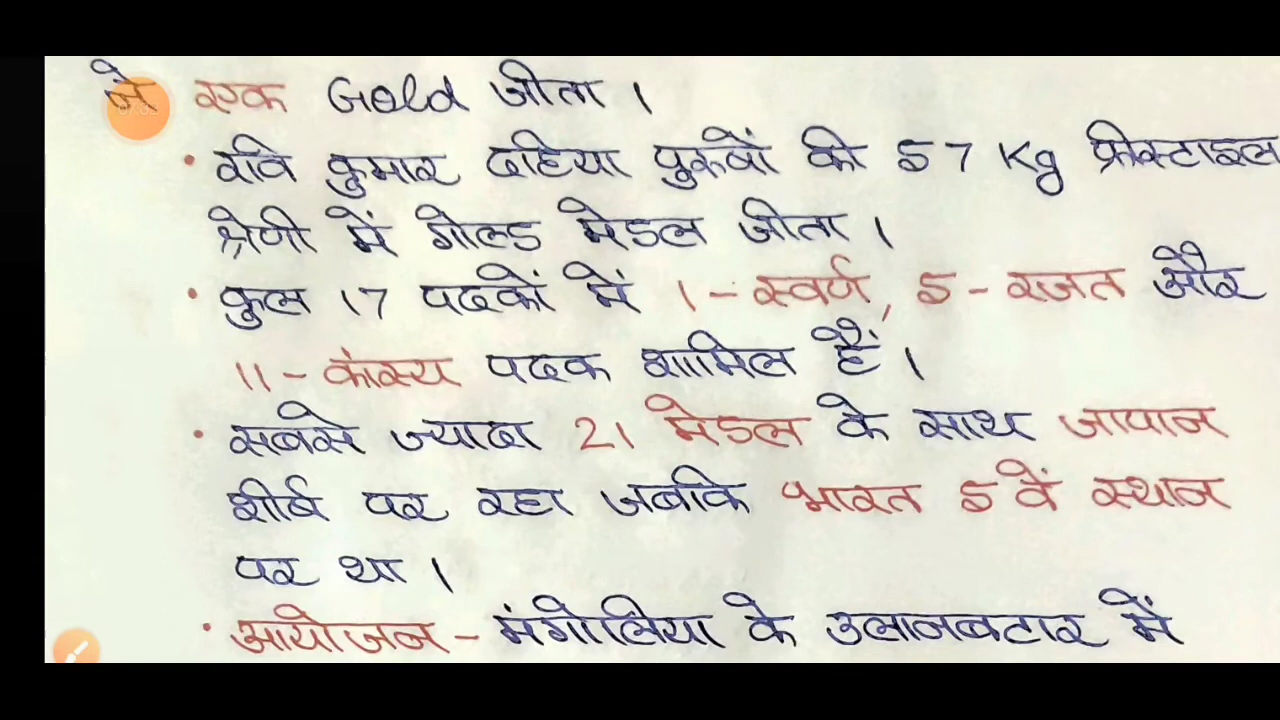 ने एक Gold जीता।
• रवि कुमार दहिया पुरुषों की 57 Kg फ्रीस्टाइल
श्रेणी में गोल्ड मेडल जीता।
• कुल 17 पदकों में 1 - स्वर्ण, 5 - रजत और
11 - कांस्य पदक शामिल हैं।
• सबसे ज्यादा 21 मेडल के साथ जापान
शीर्ष पर रहा जबकि भारत 5 वें स्थान
पर था।
• आयोजन - मंगोलिया के उलानबटार में